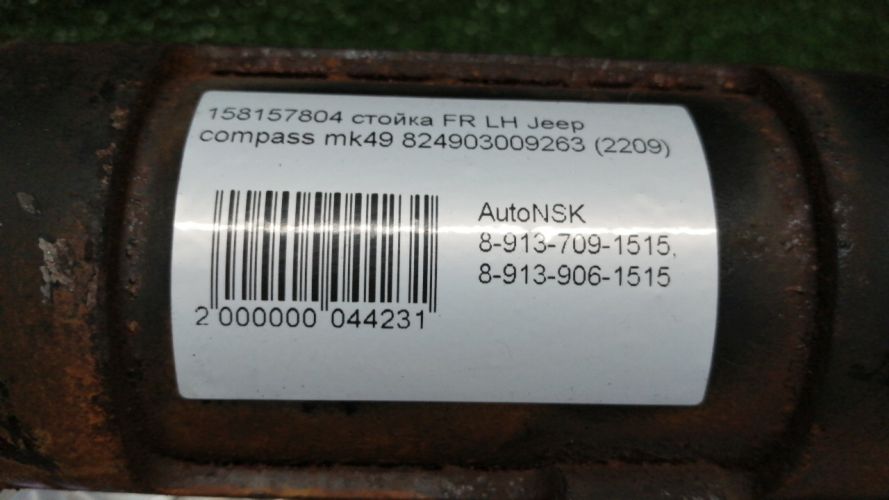 158157804 стойка FR LH Jeep
compass mk49 824903009263 (2209)
AutoNSK
8-913-709-1515,
8-913-906-1515
2 000000 044231